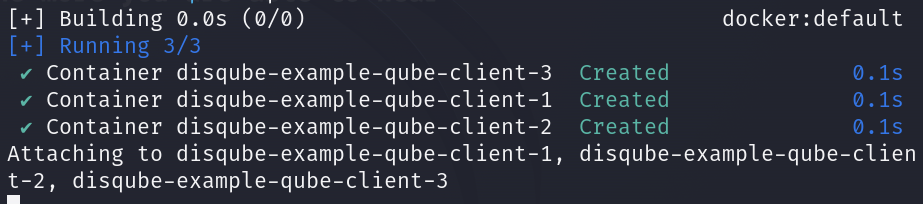 [+] Building 0.0s (0/0) docker:default
[+] Running 3/3
✔ Container disqube-example-qube-client-3 Created 0.1s
✔ Container disqube-example-qube-client-1 Created 0.1s
✔ Container disqube-example-qube-client-2 Created 0.1s
Attaching to disqube-example-qube-client-1, disqube-example-qube-clien
t-2, disqube-example-qube-client-3